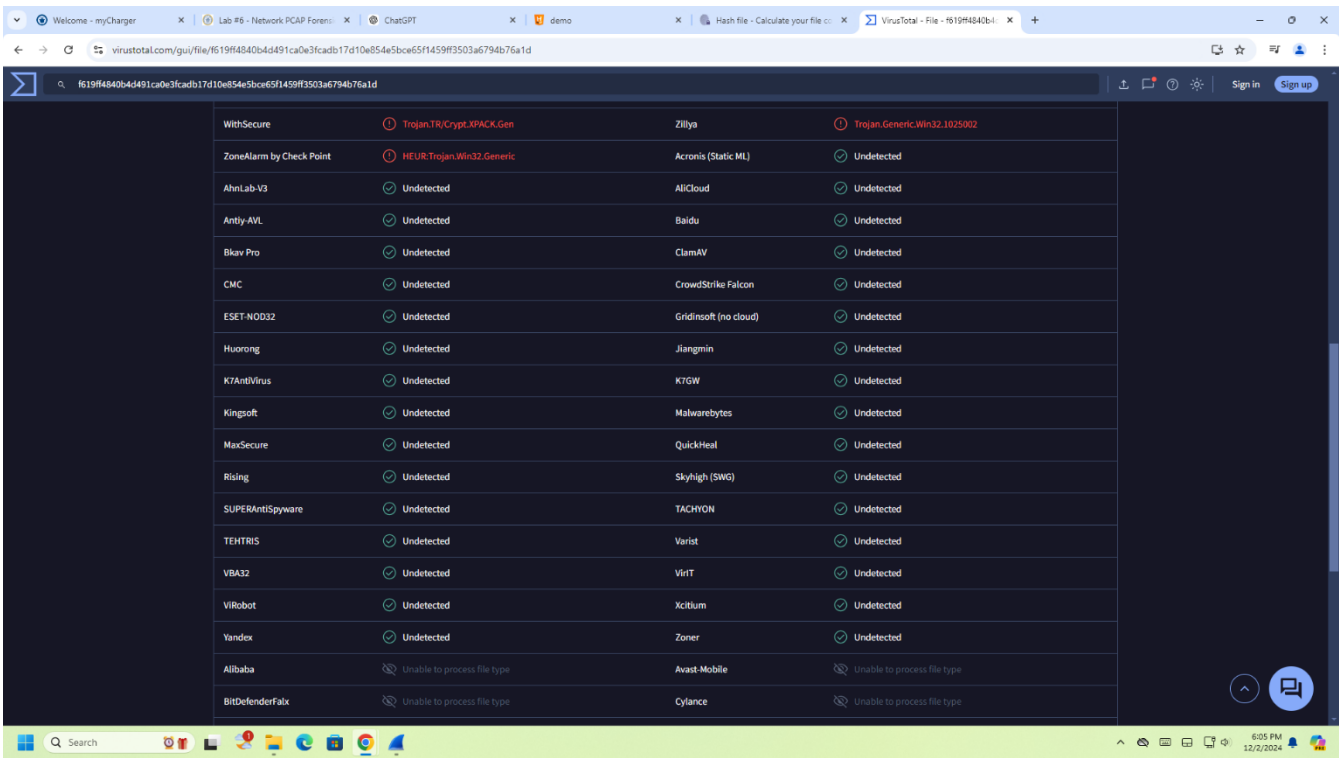 Welcome - myCharger
Lab #6 - Network PCAP Forens
ChatGPT
demo
Hash file - Calculate your file co
VirusTotal - File - f619ff4840b4
virustotal.com/gui/file/f619ff4840b4d491ca0e3fcadb17d10e854e5bce65f1459ff3503a6794b76a1d
f619ff4840b4d491ca0e3fcadb17d10e854e5bce65f1459ff3503a6794b76a1d
Sign in
Sign up
WithSecure Trojan.TR/Crypt.XPACK.Gen Zillya Trojan.Generic.Win32.1025002
ZoneAlarm by Check Point HEUR:Trojan.Win32.Generic Acronis (Static ML) Undetected
AhnLab-V3 Undetected AliCloud Undetected
Antiy-AVL Undetected Baidu Undetected
Bkav Pro Undetected ClamAV Undetected
CMC Undetected CrowdStrike Falcon Undetected
ESET-NOD32 Undetected Gridinsoft (no cloud) Undetected
Huorong Undetected Jiangmin Undetected
K7AntiVirus Undetected K7GW Undetected
Kingsoft Undetected Malwarebytes Undetected
MaxSecure Undetected QuickHeal Undetected
Rising Undetected Skyhigh (SWG) Undetected
SUPERAntiSpyware Undetected TACHYON Undetected
TEHTRIS Undetected Varist Undetected
VBA32 Undetected VirIT Undetected
ViRobot Undetected Xcitium Undetected
Yandex Undetected Zoner Undetected
Alibaba Unable to process file type Avast-Mobile Unable to process file type
BitDefenderFalx Unable to process file type Cylance Unable to process file type
Search
6:05 PM
12/2/2024